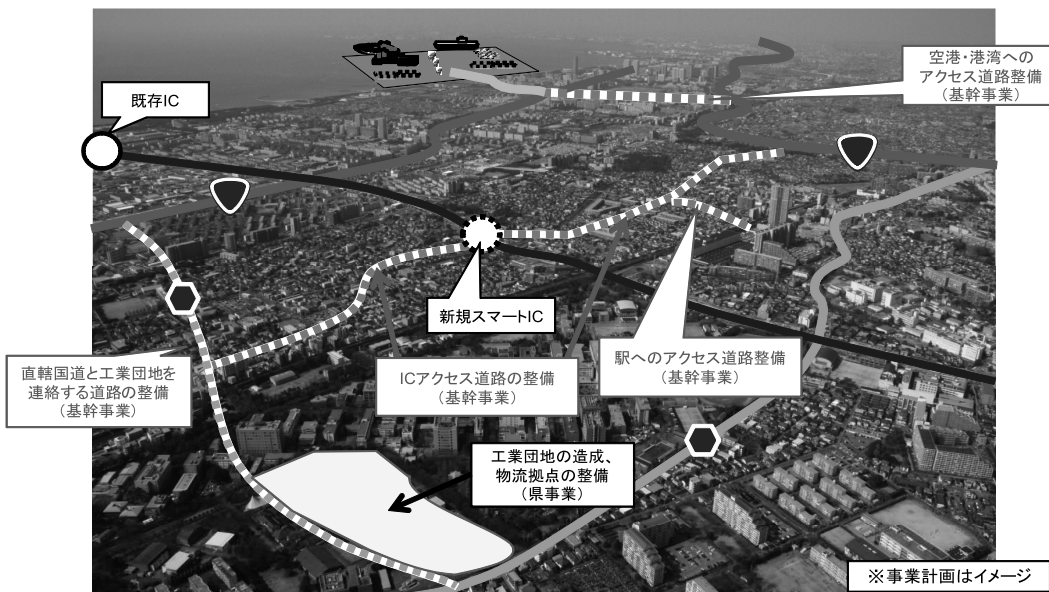 空港・港湾への
アクセス道路整備
(基幹事業)
既存IC
新規スマートIC
直轄国道と工業団地を
連絡する道路の整備
(基幹事業)
ICアクセス道路の整備
(基幹事業)
駅へのアクセス道路整備
(基幹事業)
工業団地の造成、
物流拠点の整備
(県事業)
※事業計画はイメージ